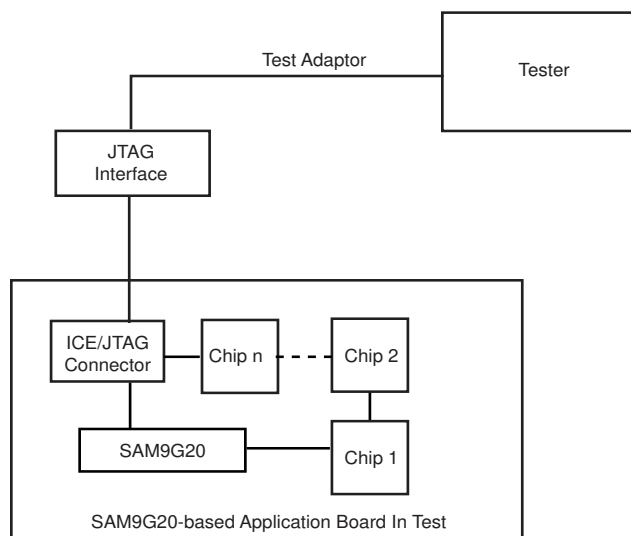 Test Adaptor
Tester
JTAG
Interface
ICE/JTAG
Connector
Chip n
Chip 2
SAM9G20
Chip 1
SAM9G20-based Application Board In Test